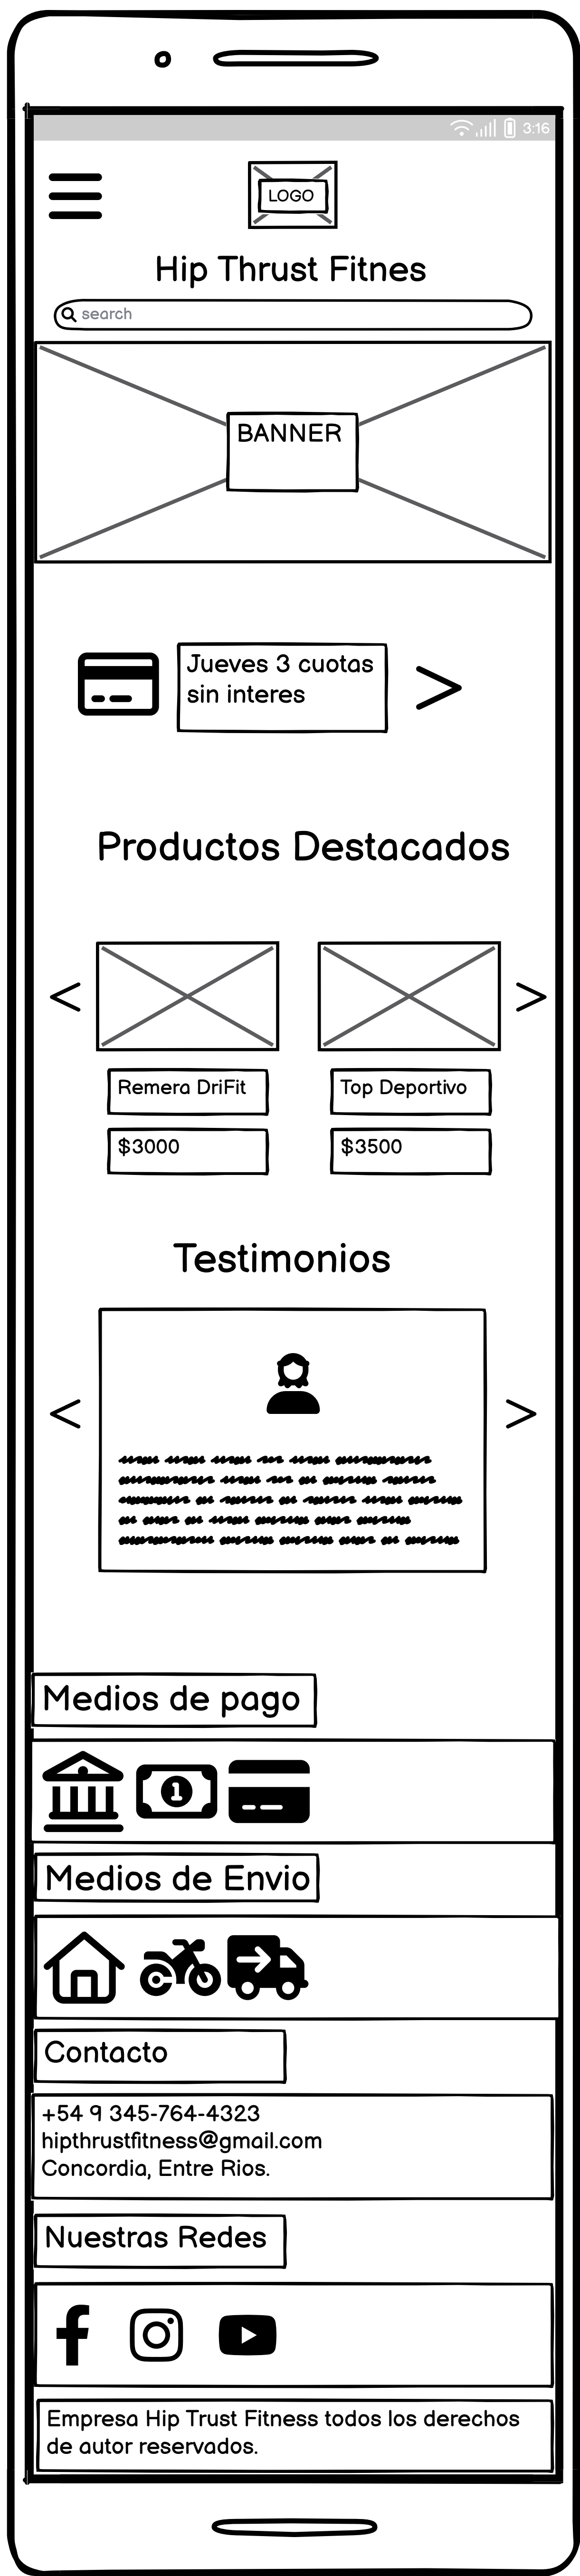 3:16
LOGO
Hip Thrust Fitnes
search
BANNER
Jueves 3 cuotas
sin interes
>
Productos Destacados
< >
Remera DriFit Top Deportivo
$3000 $3500
Testimonios
< >
Medios de pago
1
Medios de Envio
Contacto
+54 9 345-764-4323
hipthrustfitness@gmail.com
Concordia, Entre Rios.
Nuestras Redes
Empresa Hip Trust Fitness todos los derechos
de autor reservados.